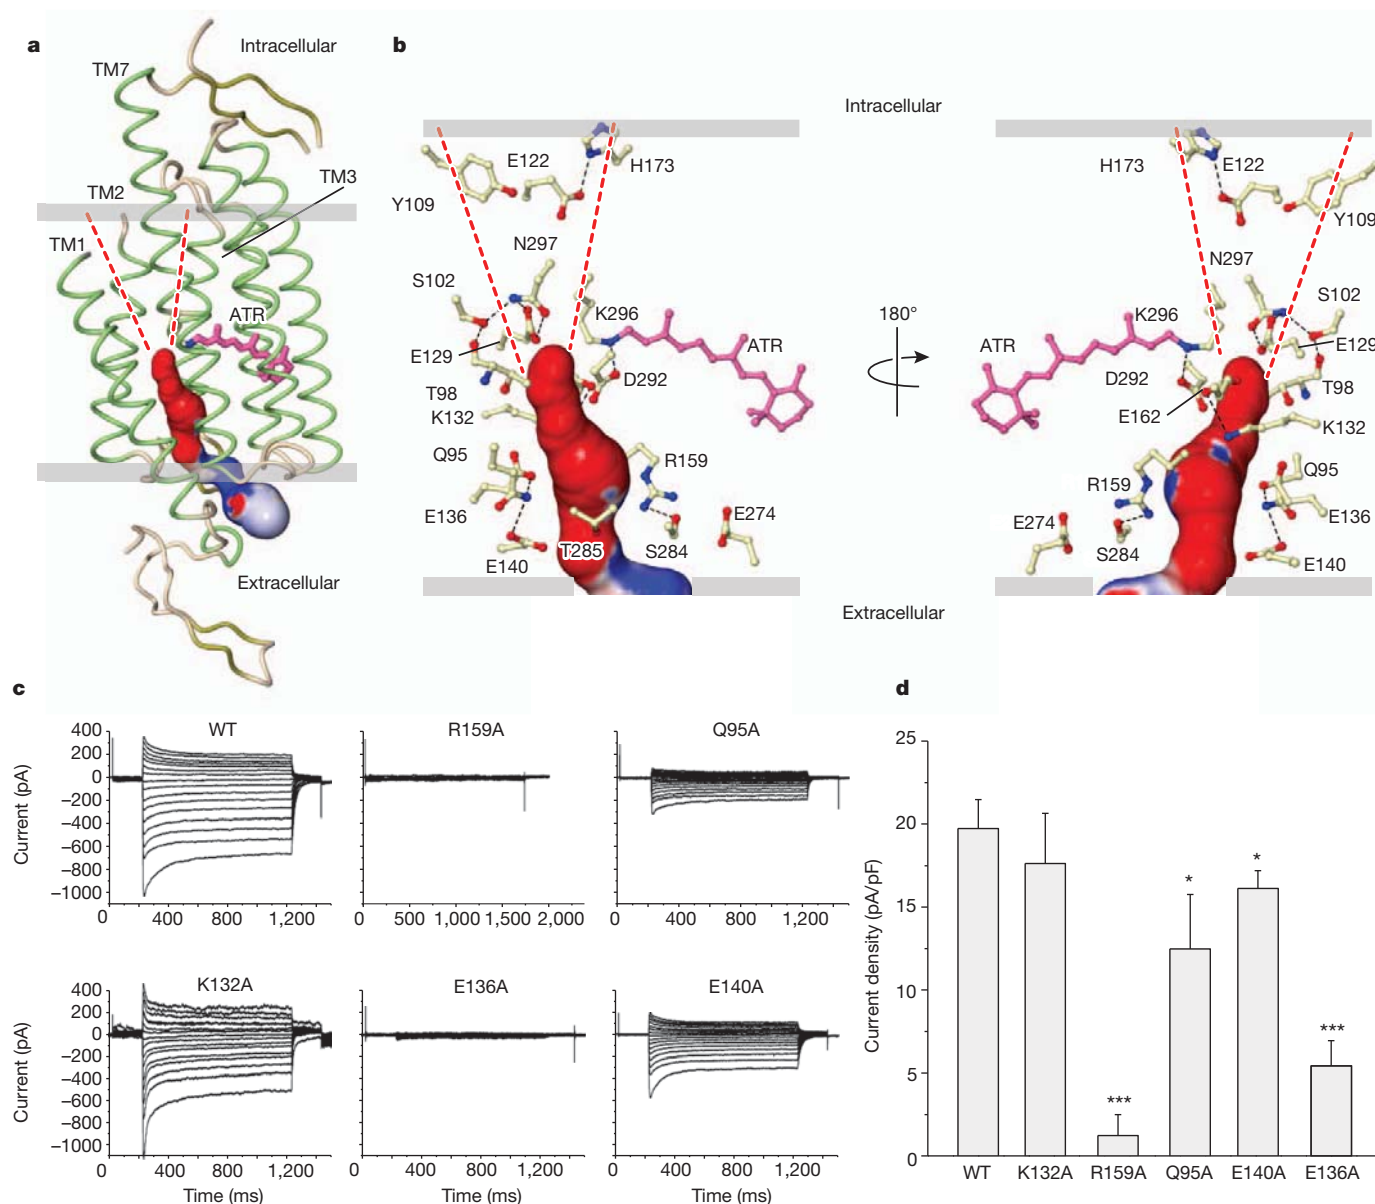 a
Intracellular
TM7
TM3
TM2
TM1
ATR
Extracellular
b
Intracellular
E122
H173
Y109
N297
S102
K296
ATR
E129
D292
T98
K132
Q95
R159
E136
E274
T285
S284
E140
180°
H173
E122
Y109
N297
S102
K296
ATR
E129
D292
T98
E162
K132
Q95
R159
E136
E274
S284
E140
Extracellular
c
WT
R159A
Q95A
Current (pA)
400
200
0
−200
−400
−600
−800
−1000
0 400 800 1,200
0 500 1,000 1,500 2,000
0 400 800 1,200
K132A
E136A
E140A
Current (pA)
400
200
0
−200
−400
−600
−800
−1000
400 800 1,200
400 800 1,200
400 800 1,200
Time (ms)
Time (ms)
Time (ms)
d
Current density (pA/pF)
25
20
15
10
5
0
*
*
***
***
WT K132A R159A Q95A E140A E136A